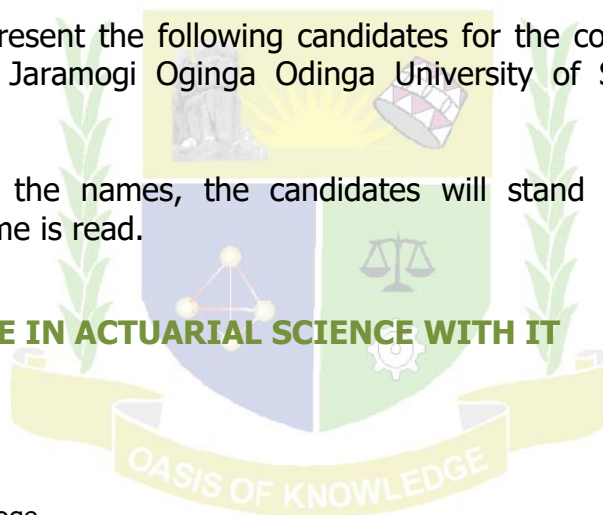 resent the following candidates for the co
Jaramogi Oginga Odinga University of S
the names, the candidates will stand
me is read.
E IN ACTUARIAL SCIENCE WITH IT
OASIS OF KNOWLEDGE